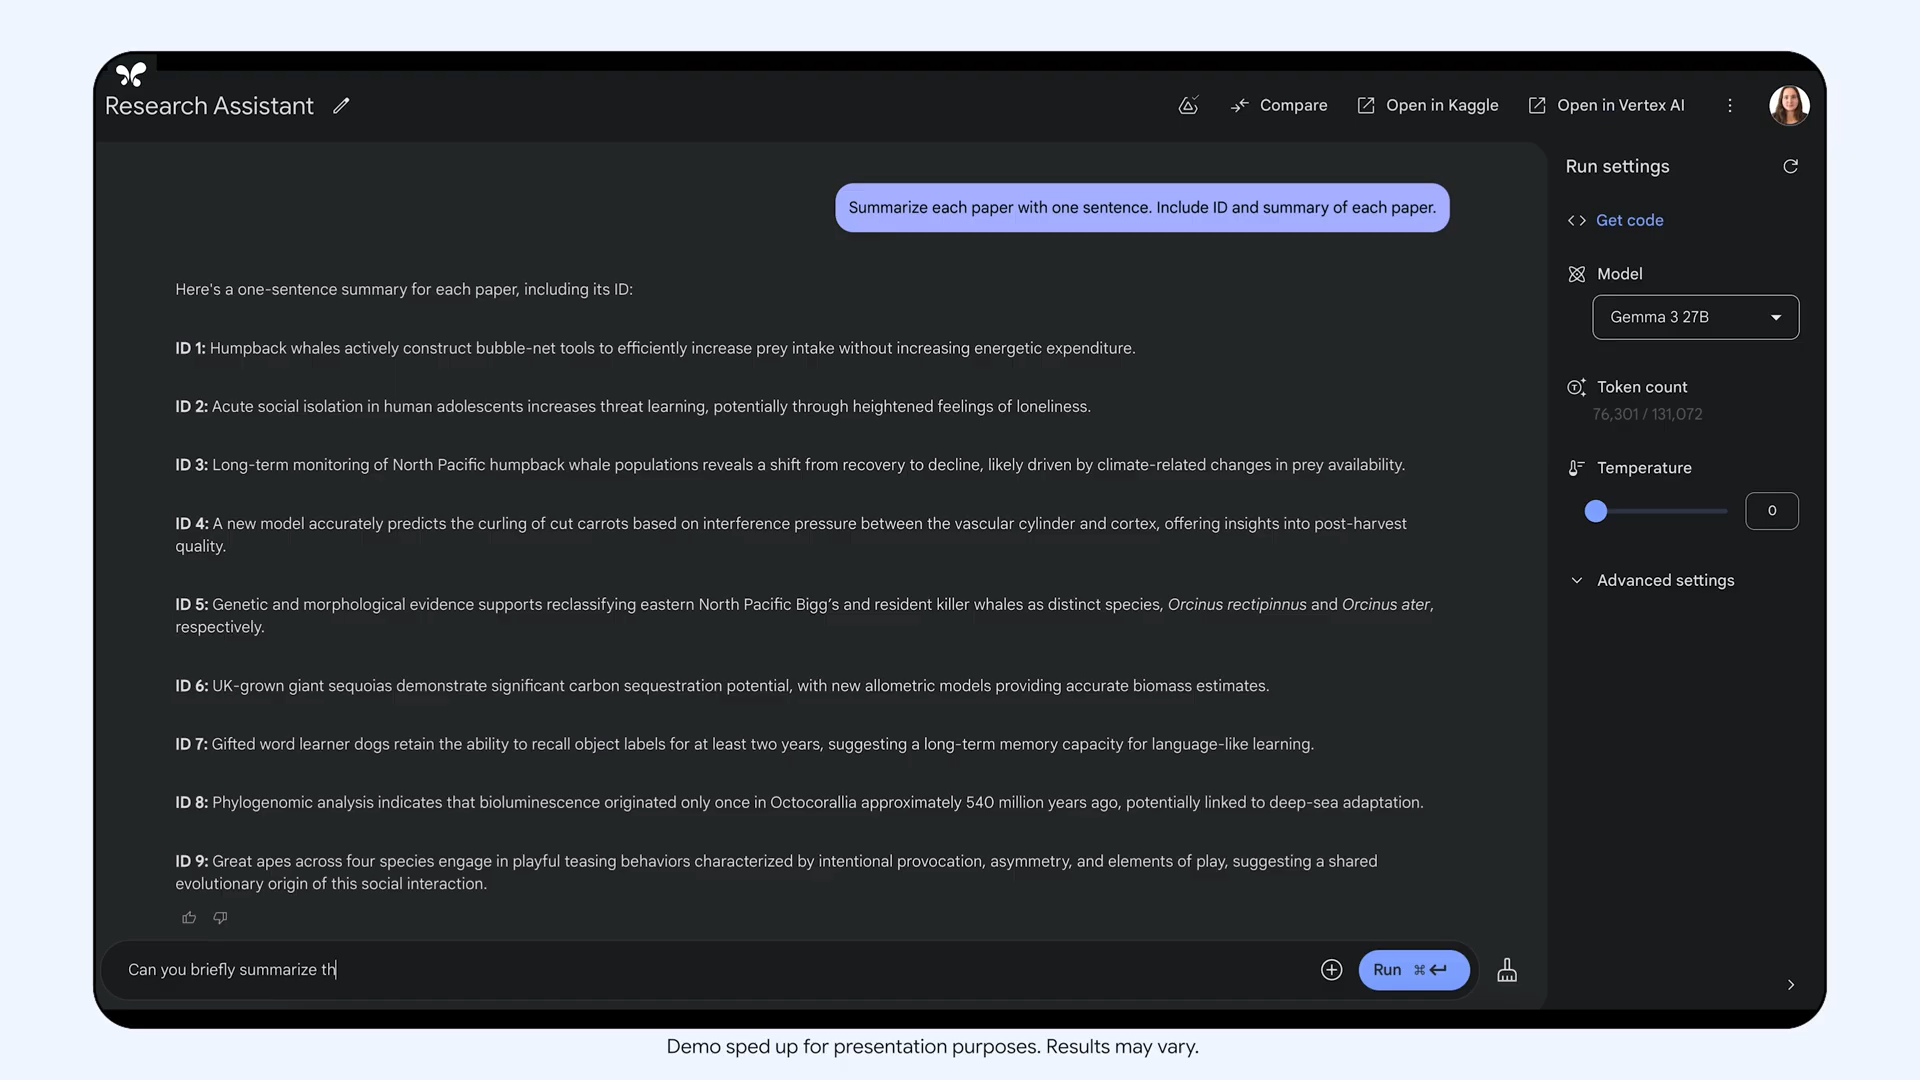 Research Assistant
Compare
Open in Kaggle
Open in Vertex AI
Run settings
Summarize each paper with one sentence. Include ID and summary of each paper.
Get code
Here's a one-sentence summary for each paper, including its ID:
Model
Gemma 3 27B
ID 1: Humpback whales actively construct bubble-net tools to efficiently increase prey intake without increasing energetic expenditure.
Token count
76,301 / 131,072
ID 2: Acute social isolation in human adolescents increases threat learning, potentially through heightened feelings of loneliness.
ID 3: Long-term monitoring of North Pacific humpback whale populations reveals a shift from recovery to decline, likely driven by climate-related changes in prey availability.
Temperature
0
ID 4: A new model accurately predicts the curling of cut carrots based on interference pressure between the vascular cylinder and cortex, offering insights into post-harvest
quality.
Advanced settings
ID 5: Genetic and morphological evidence supports reclassifying eastern North Pacific Bigg’s and resident killer whales as distinct species, Orcinus rectipinnus and Orcinus ater,
respectively.
ID 6: UK-grown giant sequoias demonstrate significant carbon sequestration potential, with new allometric models providing accurate biomass estimates.
ID 7: Gifted word learner dogs retain the ability to recall object labels for at least two years, suggesting a long-term memory capacity for language-like learning.
ID 8: Phylogenomic analysis indicates that bioluminescence originated only once in Octocorallia approximately 540 million years ago, potentially linked to deep-sea adaptation.
ID 9: Great apes across four species engage in playful teasing behaviors characterized by intentional provocation, asymmetry, and elements of play, suggesting a shared
evolutionary origin of this social interaction.
Can you briefly summarize th
Run ⌘↵
Demo sped up for presentation purposes. Results may vary.